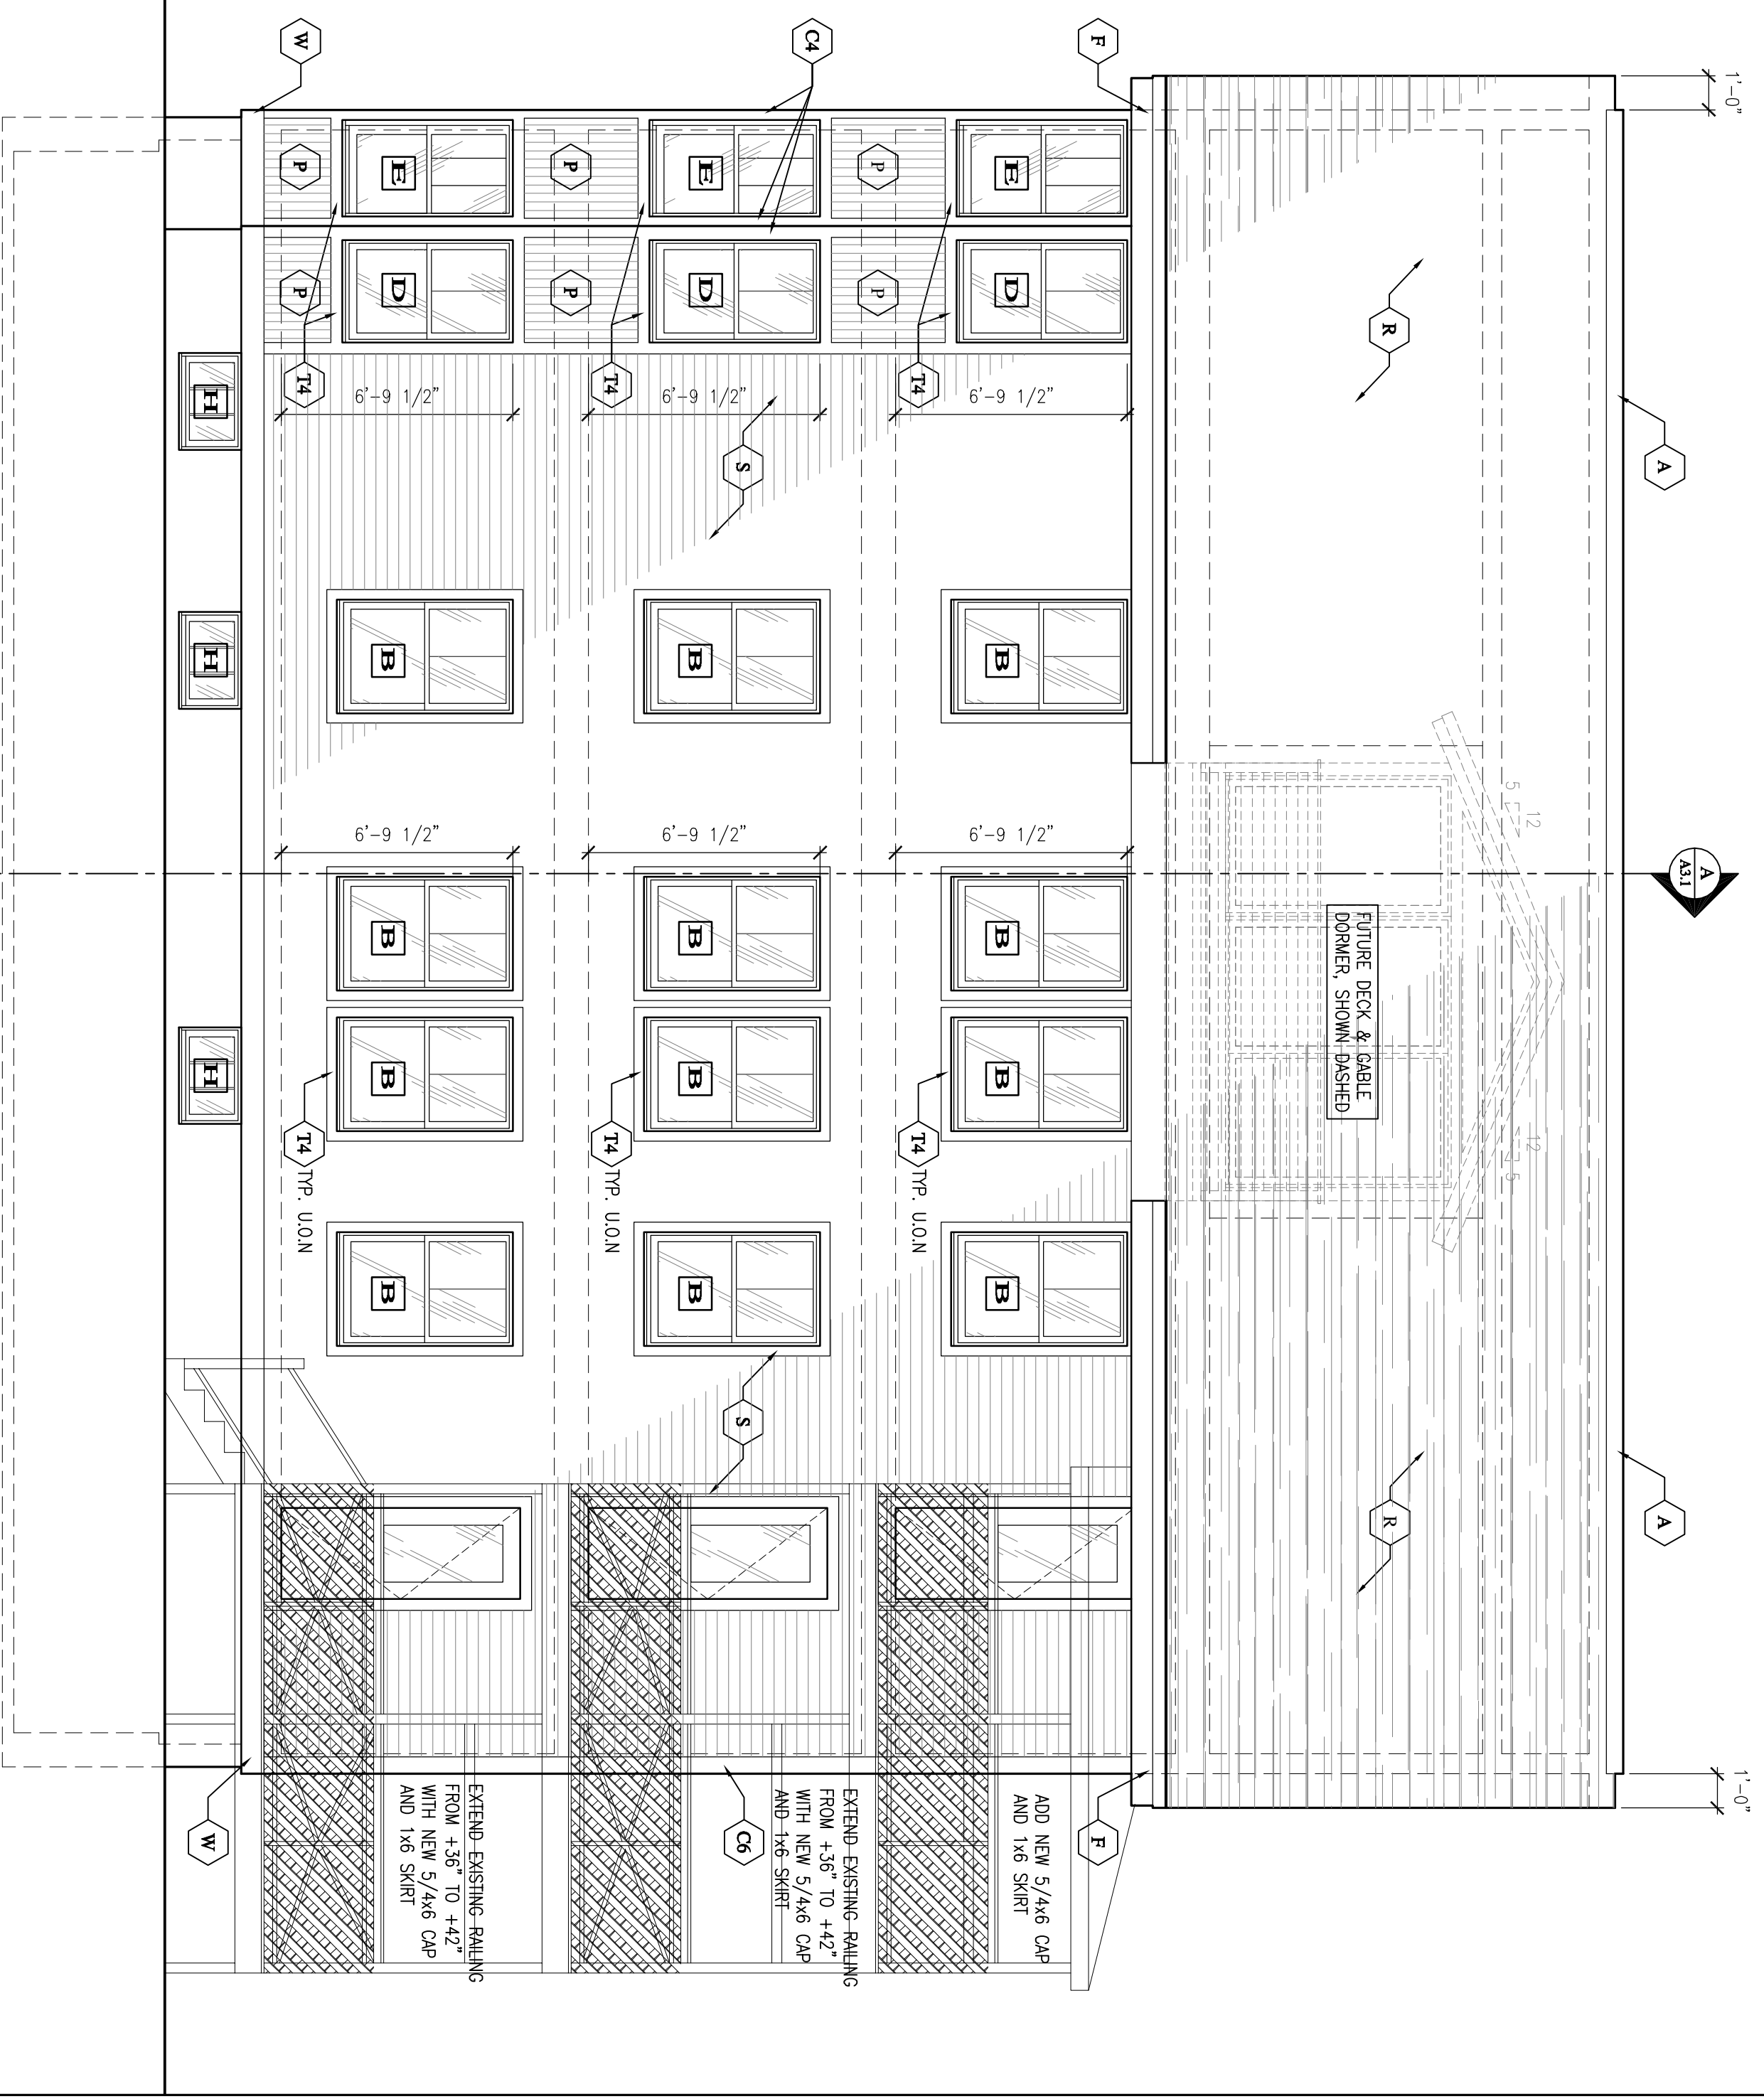 1'-0"
1'-0"
A
A3.1
A
A
12
12
5
5
R
R
FUTURE DECK & GABLE
DORMER, SHOWN DASHED
F
F
ADD NEW 5/4x6 CAP
AND 1x6 SKIRT
E D B B B B
6'-9 1/2"
6'-9 1/2"
T4
T4 TYP. U.O.N
P P
C4
EXTEND EXISTING RAILING
FROM +36" TO +42"
WITH NEW 5/4x6 CAP
AND 1x6 SKIRT
S
S
C6
E D B B B B
6'-9 1/2"
6'-9 1/2"
T4
T4 TYP. U.O.N
P P
EXTEND EXISTING RAILING
FROM +36" TO +42"
WITH NEW 5/4x6 CAP
AND 1x6 SKIRT
E D B B B B
6'-9 1/2"
6'-9 1/2"
T4
T4 TYP. U.O.N
W
P P
H H H
W